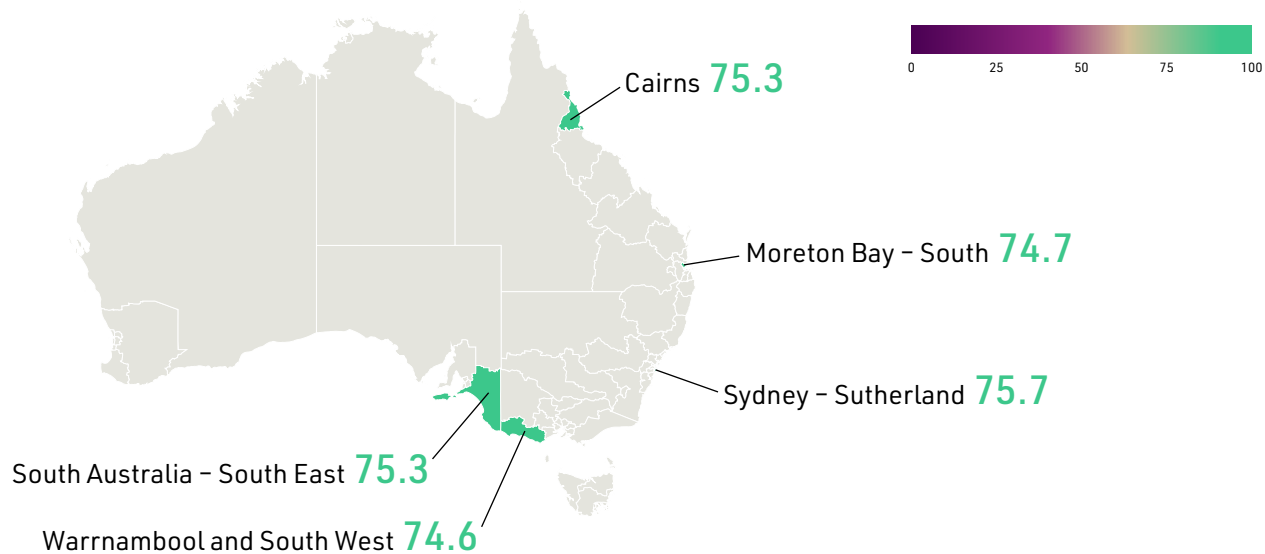 0 25 50 75 100
Cairns 75.3
Moreton Bay – South 74.7
Sydney – Sutherland 75.7
South Australia – South East 75.3
Warrnambool and South West 74.6